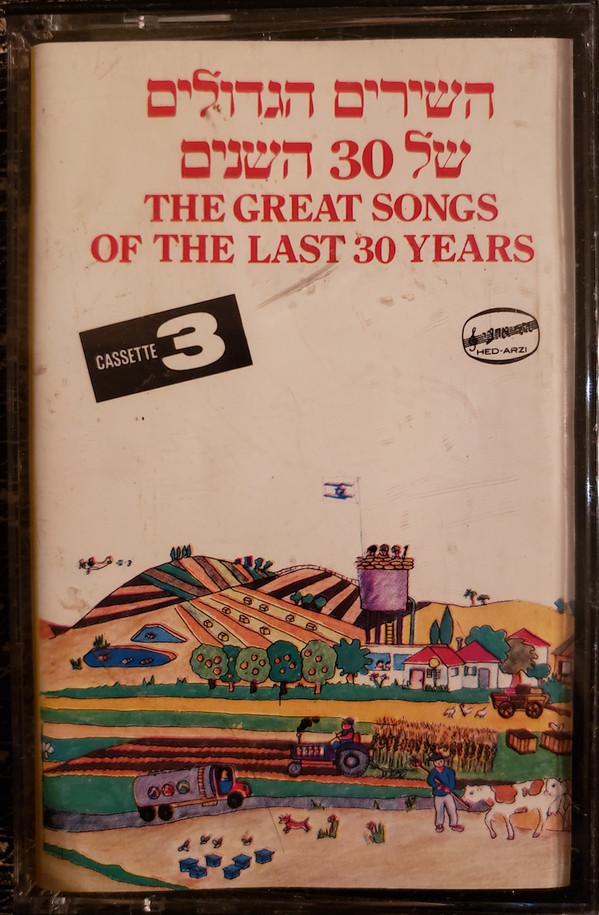 השירים הגדולים
של 30 השנים
THE GREAT SONGS
OF THE LAST 30 YEARS
CASSETTE 3
HED-ARZI